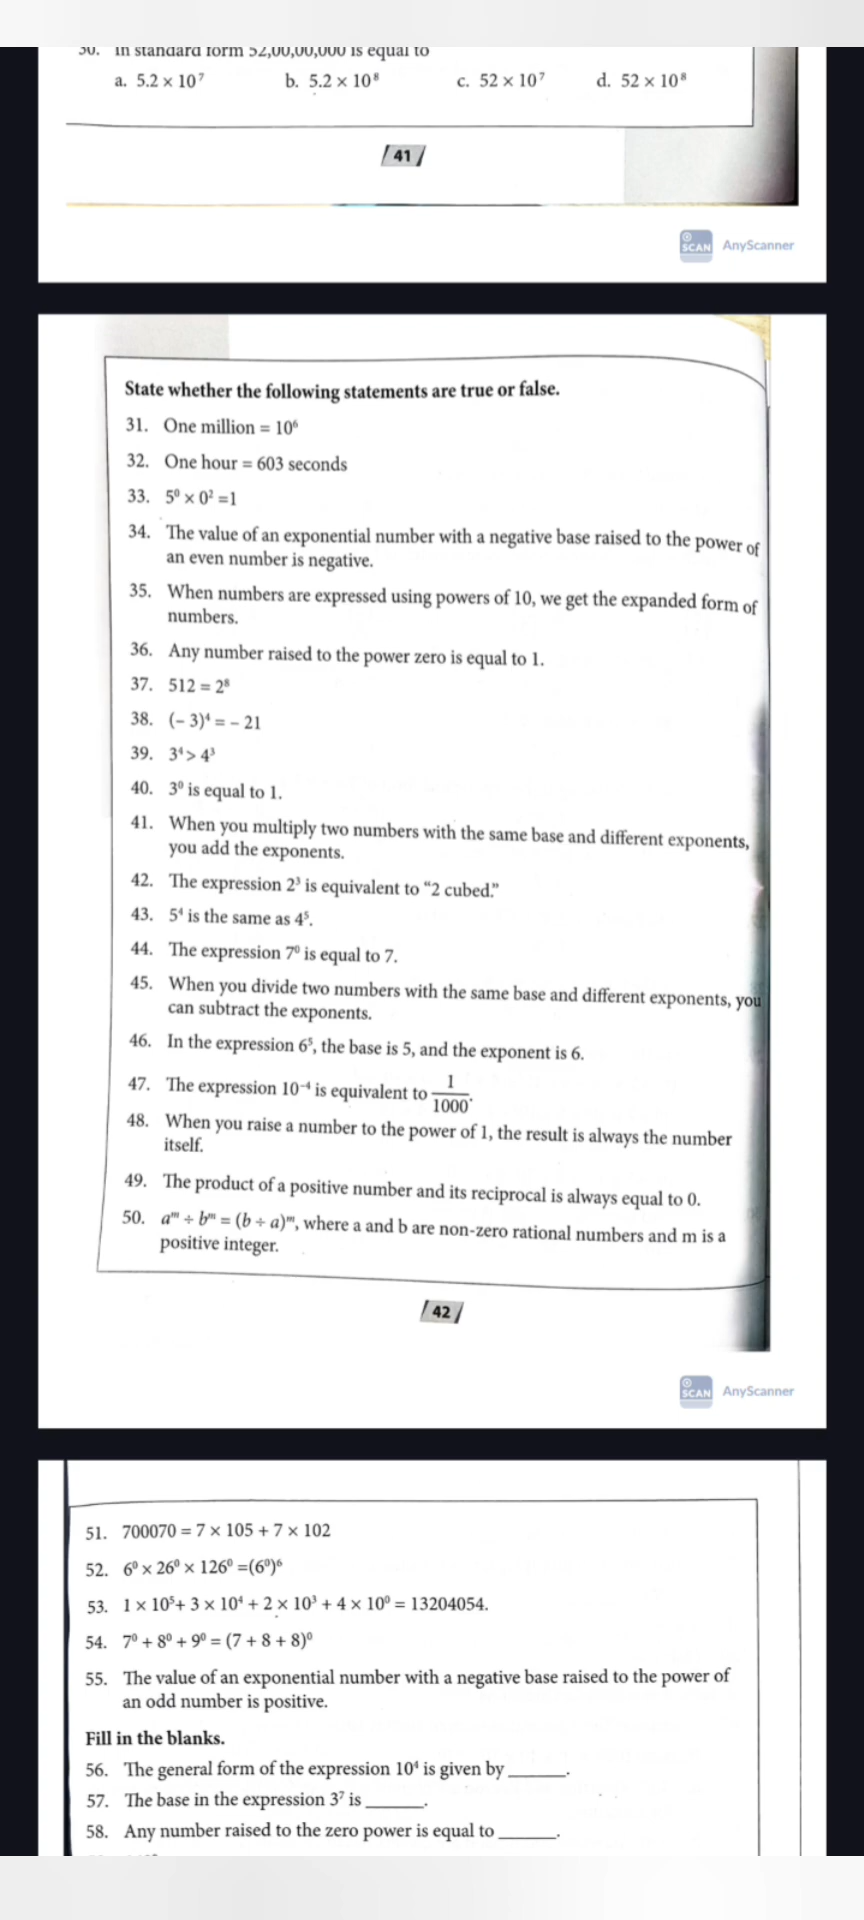 30. In standard form 52,00,00,000 is equal to
a. 5.2 × 10⁷ b. 5.2 × 10⁸ c. 52 × 10⁷ d. 52 × 10⁸
41
SCAN AnyScanner
State whether the following statements are true or false.
31. One million = 10⁶
32. One hour = 603 seconds
33. 5⁰ × 0² =1
34. The value of an exponential number with a negative base raised to the power of
an even number is negative.
35. When numbers are expressed using powers of 10, we get the expanded form of
numbers.
36. Any number raised to the power zero is equal to 1.
37. 512 = 2⁸
38. (– 3)⁴ = – 21
39. 3⁴ > 4³
40. 3⁰ is equal to 1.
41. When you multiply two numbers with the same base and different exponents,
you add the exponents.
42. The expression 2³ is equivalent to “2 cubed.”
43. 5⁴ is the same as 4⁵.
44. The expression 7⁰ is equal to 7.
45. When you divide two numbers with the same base and different exponents, you
can subtract the exponents.
46. In the expression 6⁵, the base is 5, and the exponent is 6.
47. The expression 10⁻⁴ is equivalent to 1/1000.
48. When you raise a number to the power of 1, the result is always the number
itself.
49. The product of a positive number and its reciprocal is always equal to 0.
50. aᵐ ÷ bᵐ = (b ÷ a)ᵐ, where a and b are non-zero rational numbers and m is a
positive integer.
42
SCAN AnyScanner
51. 700070 = 7 × 105 + 7 × 102
52. 6⁰ × 26⁰ × 126⁰ =(6⁰)⁶
53. 1 × 10⁵+ 3 × 10⁴ + 2 × 10³ + 4 × 10⁰ = 13204054.
54. 7⁰ + 8⁰ + 9⁰ = (7 + 8 + 8)⁰
55. The value of an exponential number with a negative base raised to the power of
an odd number is positive.
Fill in the blanks.
56. The general form of the expression 10⁴ is given by ______.
57. The base in the expression 3⁷ is ______.
58. Any number raised to the zero power is equal to ______.